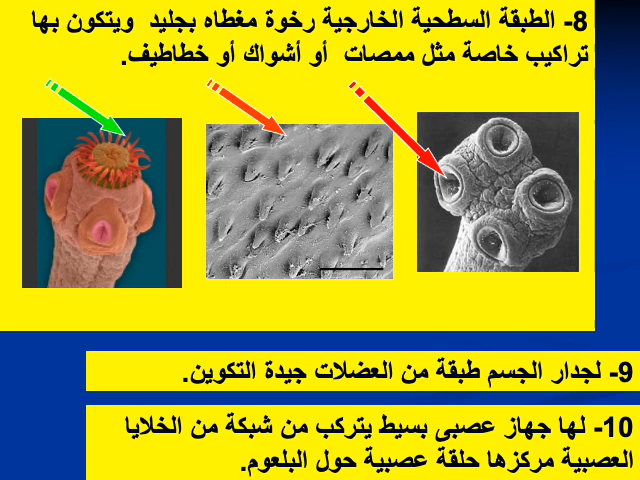 8- الطبقة السطحية الخارجية رخوة مغطاه بجليد ويتكون بها
تراكيب خاصة مثل ممصات أو أشواك أو خطاطيف.
9- لجدار الجسم طبقة من العضلات جيدة التكوين.
10- لها جهاز عصبى بسيط يتركب من شبكة من الخلايا
العصبية مركزها حلقة عصبية حول البلعوم.